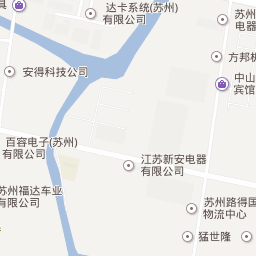 具
达卡系统(苏州)
有限公司
苏州
电器
方邦机
安得科技公司
中山
宾馆
百容电子(苏州)
有限公司
江苏新安电器
有限公司
苏州福达车业
有限公司
苏州路得国
物流中心
猛世隆